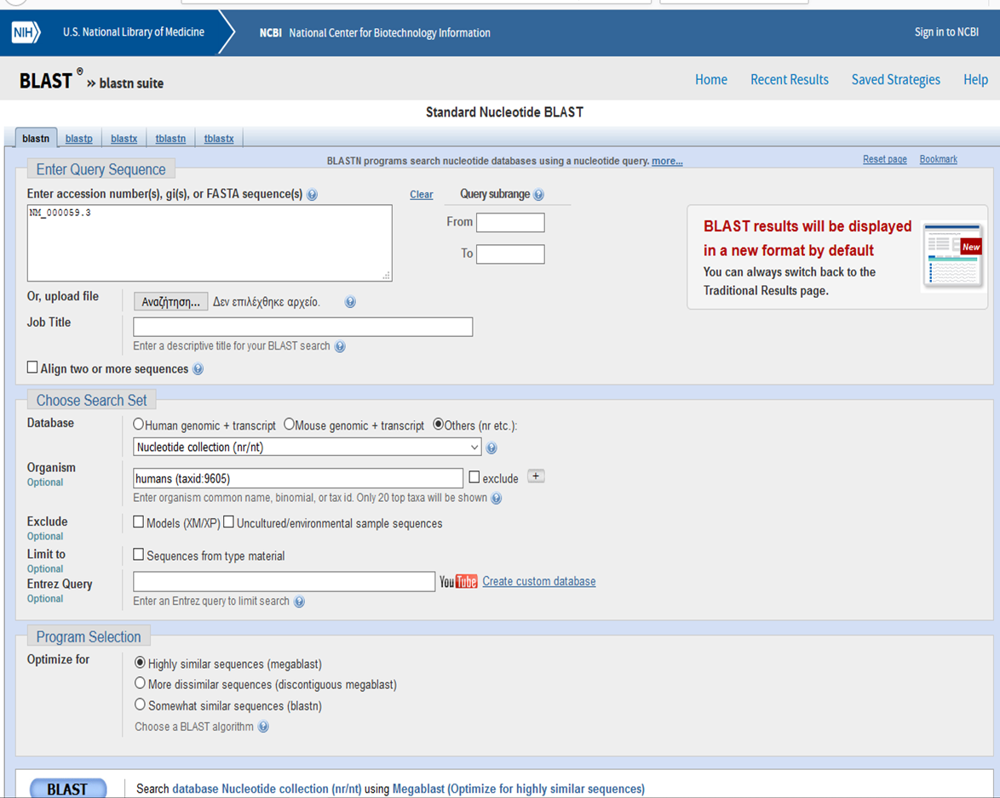 NIH U.S. National Library of Medicine NCBI National Center for Biotechnology Information Sign in to NCBI
BLAST ® » blastn suite Home Recent Results Saved Strategies Help
Standard Nucleotide BLAST
blastn blastp blastx tblastn tblastx
BLASTN programs search nucleotide databases using a nucleotide query. more... Reset page Bookmark
Enter Query Sequence
Enter accession number(s), gi(s), or FASTA sequence(s) Clear Query subrange
NM_000059.3
From
To
BLAST results will be displayed
in a new format by default
You can always switch back to the
Traditional Results page.
New
Or, upload file Αναζήτηση... Δεν επιλέχθηκε αρχείο.
Job Title
Enter a descriptive title for your BLAST search
Align two or more sequences
Choose Search Set
Database Human genomic + transcript Mouse genomic + transcript Others (nr etc.):
Nucleotide collection (nr/nt)
Organism
Optional
humans (taxid:9605) exclude +
Enter organism common name, binomial, or tax id. Only 20 top taxa will be shown
Exclude
Optional
Models (XM/XP) Uncultured/environmental sample sequences
Limit to
Optional
Sequences from type material
Entrez Query
Optional
YouTube Create custom database
Enter an Entrez query to limit search
Program Selection
Optimize for
Highly similar sequences (megablast)
More dissimilar sequences (discontiguous megablast)
Somewhat similar sequences (blastn)
Choose a BLAST algorithm
BLAST Search database Nucleotide collection (nr/nt) using Megablast (Optimize for highly similar sequences)